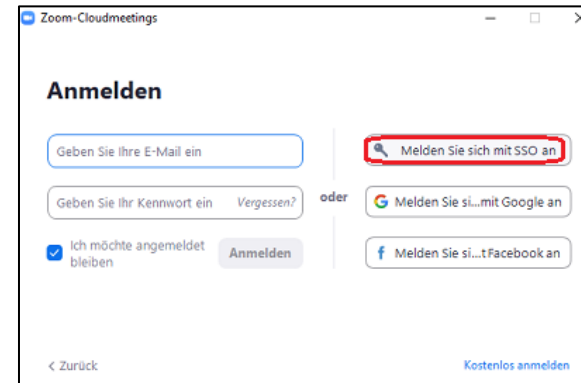 Zoom-Cloudmeetings
Anmelden
Geben Sie Ihre E-Mail ein
Geben Sie Ihr Kennwort ein
Vergessen?
Ich möchte angemeldet
bleiben
Anmelden
oder
Melden Sie sich mit SSO an
Melden Sie si...mit Google an
Melden Sie si...t Facebook an
< Zurück
Kostenlos anmelden